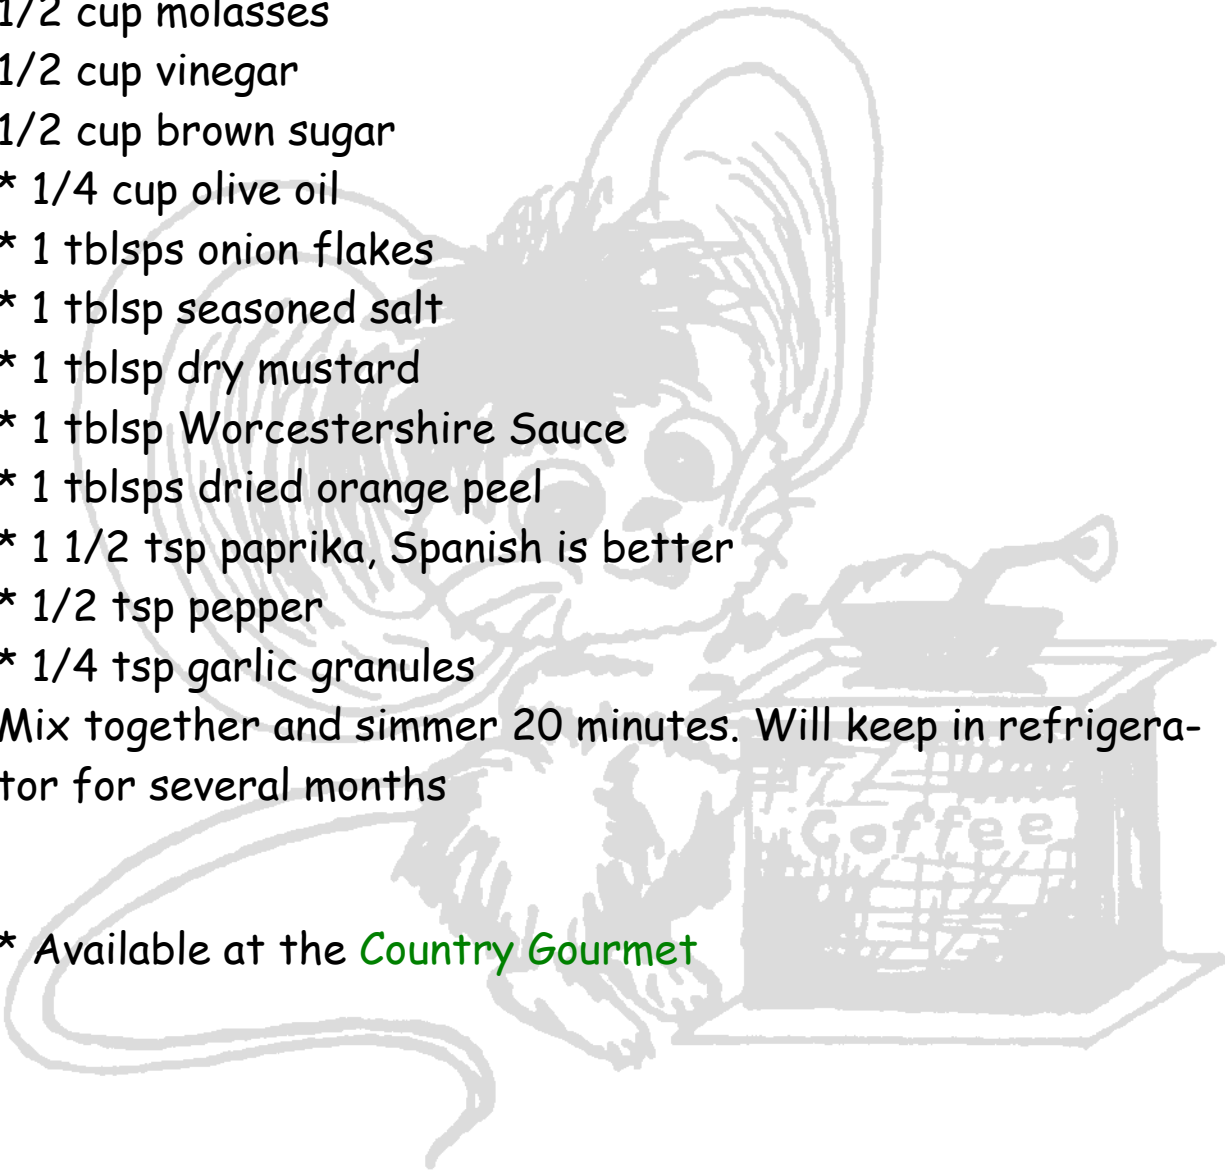 1/2 cup molasses
1/2 cup vinegar
1/2 cup brown sugar
* 1/4 cup olive oil
* 1 tblsps onion flakes
* 1 tblsp seasoned salt
* 1 tblsp dry mustard
* 1 tblsp Worcestershire Sauce
* 1 tblsps dried orange peel
* 1 1/2 tsp paprika, Spanish is better
* 1/2 tsp pepper
* 1/4 tsp garlic granules
Mix together and simmer 20 minutes. Will keep in refrigera-
tor for several months
Coffee
* Available at the Country Gourmet